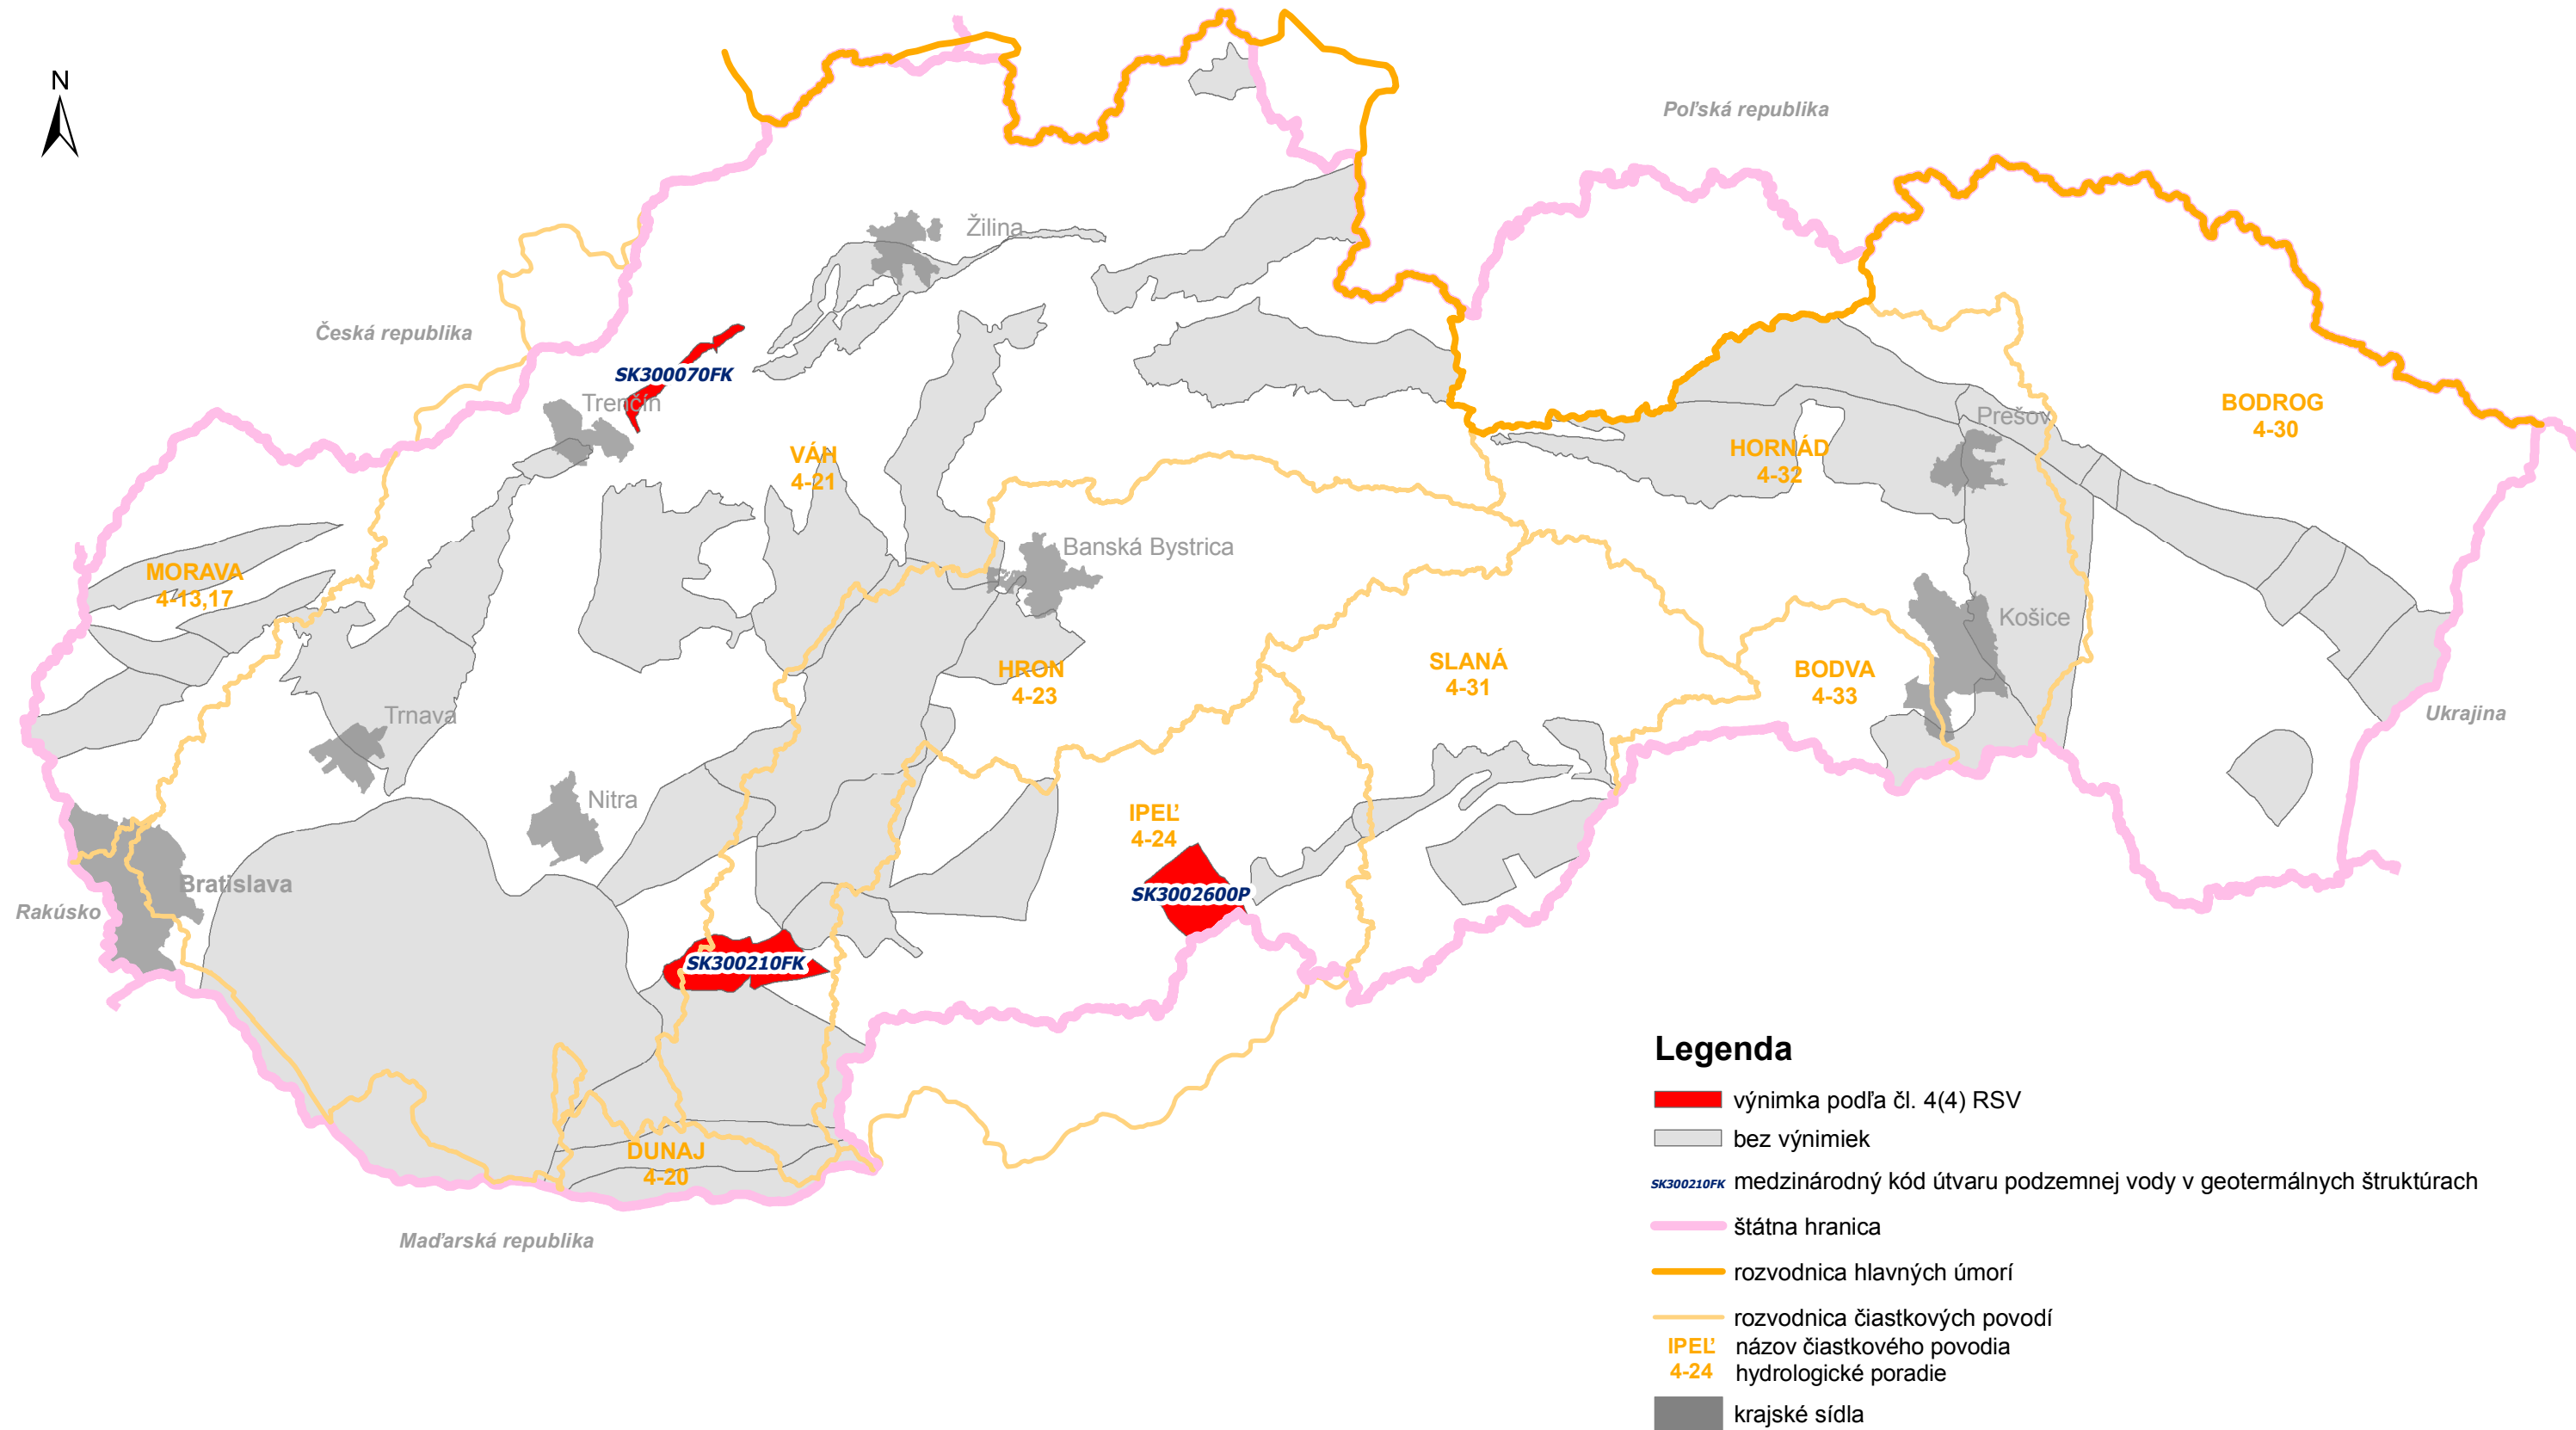 N
Poľská republika
Žilina
Česká republika
SK300070FK
Trenčín
BODROG
4-30
Prešov
HORNÁD
4-32
VÁH
4-21
Banská Bystrica
MORAVA
4-13,17
Košice
SLANÁ
4-31
HRON
4-23
BODVA
4-33
Trnava
Ukrajina
Nitra
IPEĽ
4-24
Bratislava
SK3002600P
Rakúsko
SK300210FK
DUNAJ
4-20
Maďarská republika
Legenda
výnimka podľa čl. 4(4) RSV
bez výnimiek
SK300210FK medzinárodný kód útvaru podzemnej vody v geotermálnych štruktúrach
štátna hranica
rozvodnica hlavných úmorí
rozvodnica čiastkových povodí
IPEĽ názov čiastkového povodia
4-24 hydrologické poradie
krajské sídla